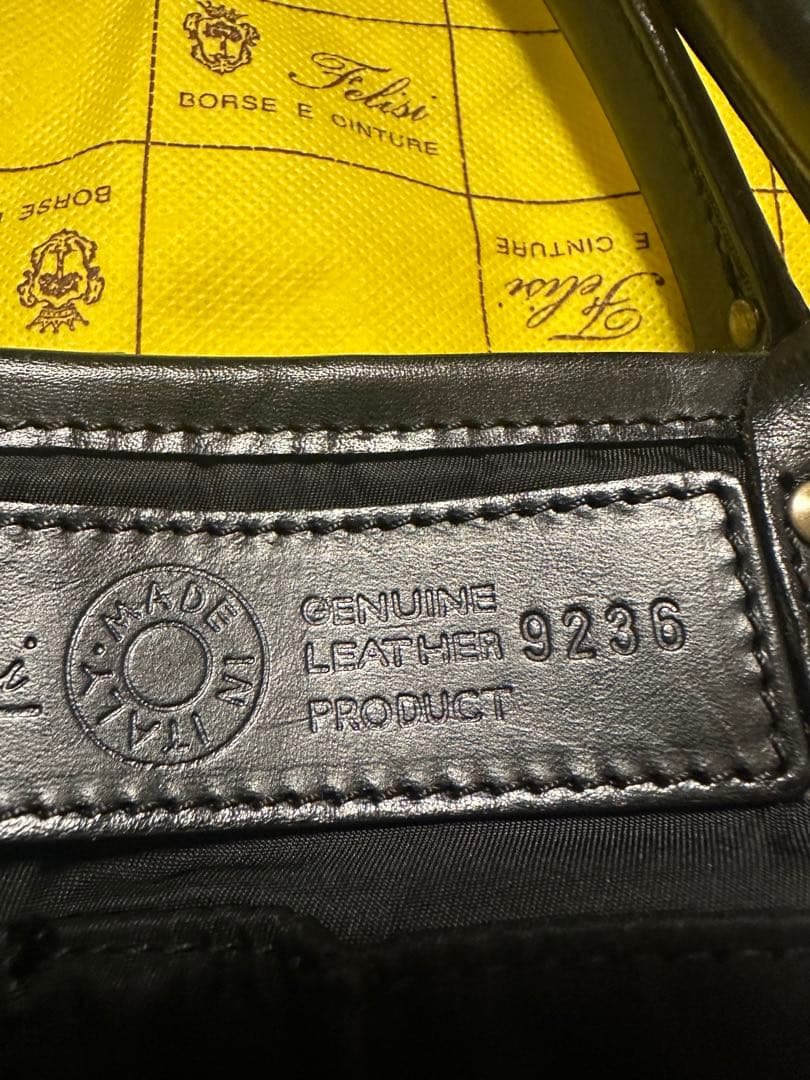 Felisi
BORSE E CINTURE
BORSE
E CINTURE
Felisi
MADE IN ITALY
GENUINE
LEATHER 9236
PRODUCT